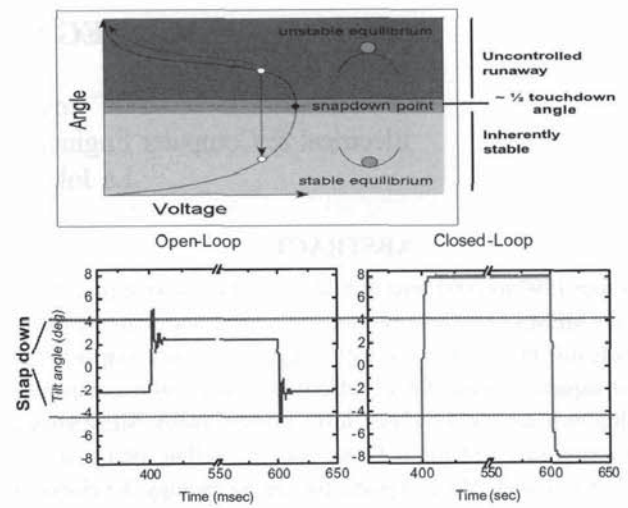 unstable equilibrium
Uncontrolled
runaway
Angle
snapdown point
~ ½ touchdown
angle
Inherently
stable
stable equilibrium
Voltage
Open-Loop
Closed-Loop
Snap down
Tilt angle (deg)
8
6
4
2
0
-2
-4
-6
-8
400
550
600
650
Time (msec)
8
6
4
2
0
-2
-4
-6
-8
400
550
600
650
Time (sec)